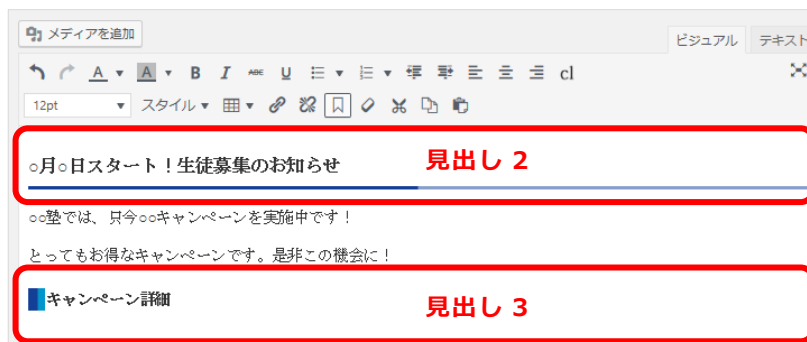 メディアを追加
ビジュアル テキスト
A A B I ABC U cl
12pt スタイル
○月○日スタート！生徒募集のお知らせ 見出し 2
○○塾では、只今○○キャンペーンを実施中です！
とってもお得なキャンペーンです。是非この機会に！
キャンペーン詳細 見出し 3